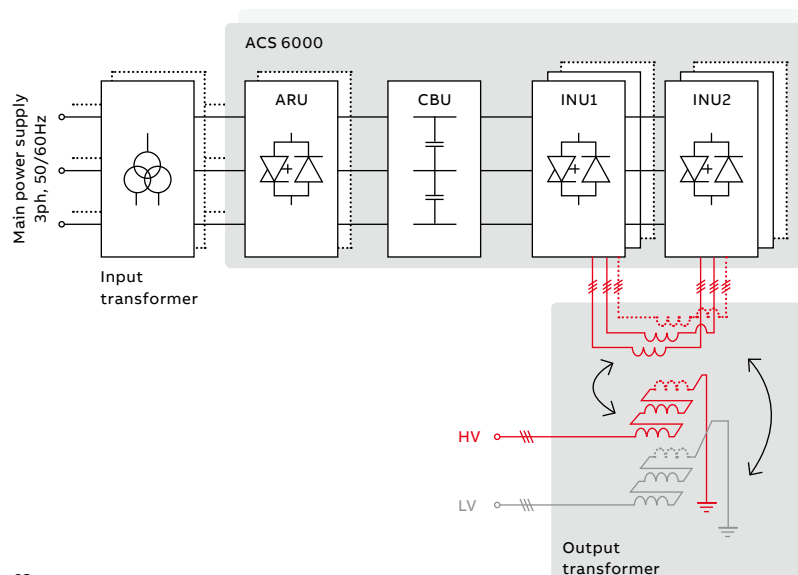 ACS 6000
Main power supply
3ph, 50/60Hz
ARU
CBU
INU1
INU2
Input
transformer
HV
LV
Output
transformer